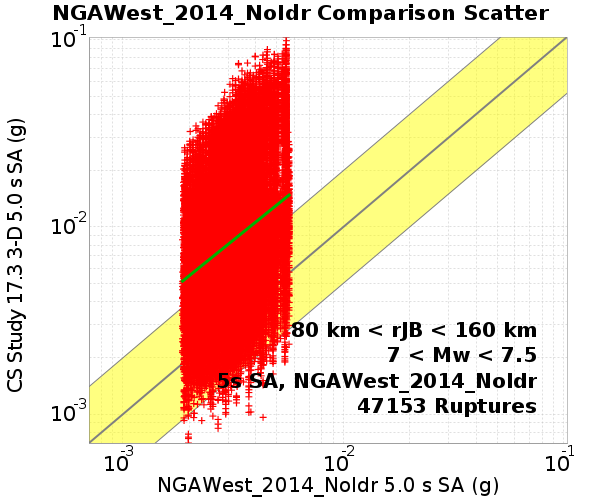 NGAWest_2014_NoIdr Comparison Scatter
CS Study 17.3 3-D 5.0 s SA (g)
10-1
10-2
10-3
80 km < rJB < 160 km
7 < Mw < 7.5
5s SA, NGAWest_2014_NoIdr
47153 Ruptures
10-3 10-2 10-1
NGAWest_2014_NoIdr 5.0 s SA (g)